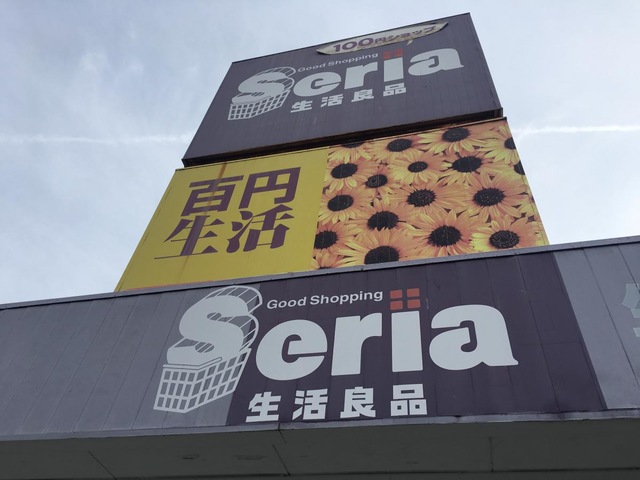 100円ショップ
Good Shopping
Seria
生活良品
百円
生活
Good Shopping
Seria
生活良品